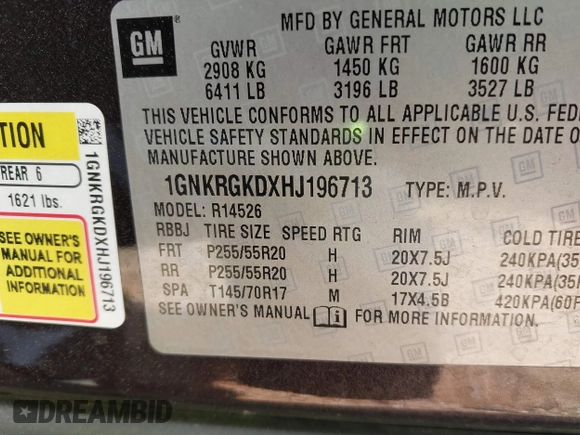 GM
MFD BY GENERAL MOTORS LLC
GVWR GAWR FRT GAWR RR
2908 KG 1450 KG 1600 KG
6411 LB 3196 LB 3527 LB
THIS VEHICLE CONFORMS TO ALL APPLICABLE U.S. FEDE
VEHICLE SAFETY STANDARDS IN EFFECT ON THE DATE O
MANUFACTURE SHOWN ABOVE.
1GNKRGKDXHJ196713 TYPE: M.P.V.
MODEL: R14526
RBBJ TIRE SIZE SPEED RTG RIM COLD TIRE
FRT P255/55R20 H 20X7.5J 240KPA(35
RR P255/55R20 H 20X7.5J 240KPA(35
SPA T145/70R17 M 17X4.5B 420KPA(60
SEE OWNER'S MANUAL FOR MORE INFORMATION.
TION
REAR 6
1621 lbs.
SEE OWNER'S
MANUAL FOR
ADDITIONAL
INFORMATION
1GNKRGKDXHJ196713
DREAMBID